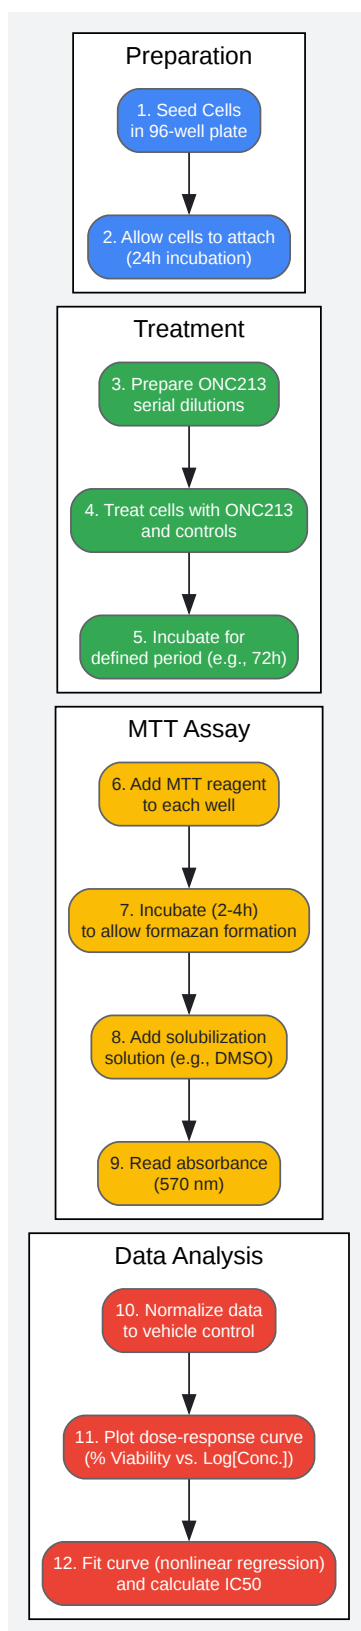 Preparation
1. Seed Cells
in 96-well plate
2. Allow cells to attach
(24h incubation)
Treatment
3. Prepare ONC213
serial dilutions
4. Treat cells with ONC213
and controls
5. Incubate for
defined period (e.g., 72h)
MTT Assay
6. Add MTT reagent
to each well
7. Incubate (2-4h)
to allow formazan formation
8. Add solubilization
solution (e.g., DMSO)
9. Read absorbance
(570 nm)
Data Analysis
10. Normalize data
to vehicle control
11. Plot dose-response curve
(% Viability vs. Log[Conc.])
12. Fit curve (nonlinear regression)
and calculate IC50